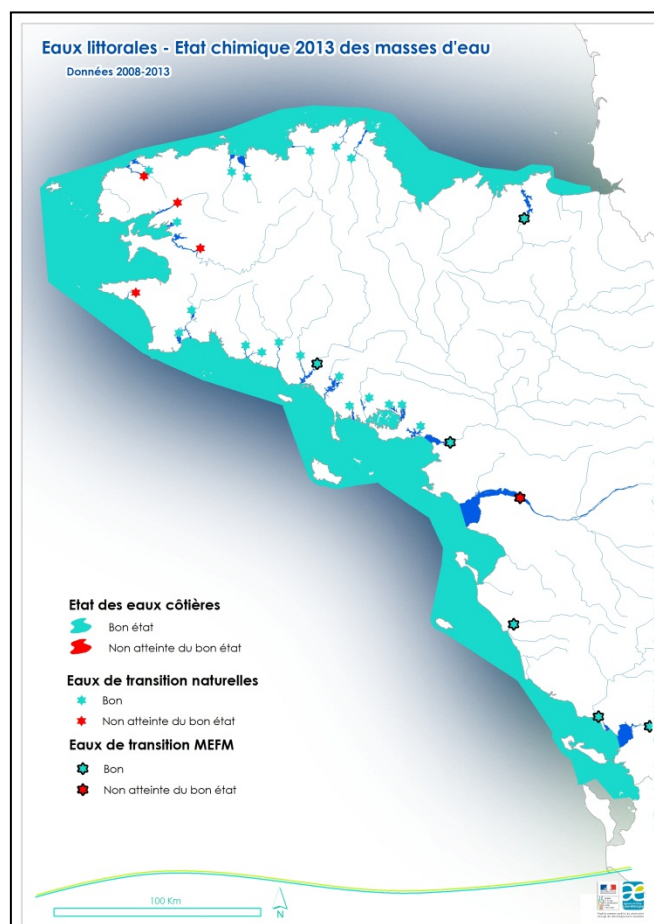 Eaux littorales - Etat chimique 2013 des masses d'eau
Données 2008-2013
Etat des eaux côtières
Bon état
Non atteinte du bon état
Eaux de transition naturelles
Bon
Non atteinte du bon état
Eaux de transition MEFM
Bon
Non atteinte du bon état
100 Km
N